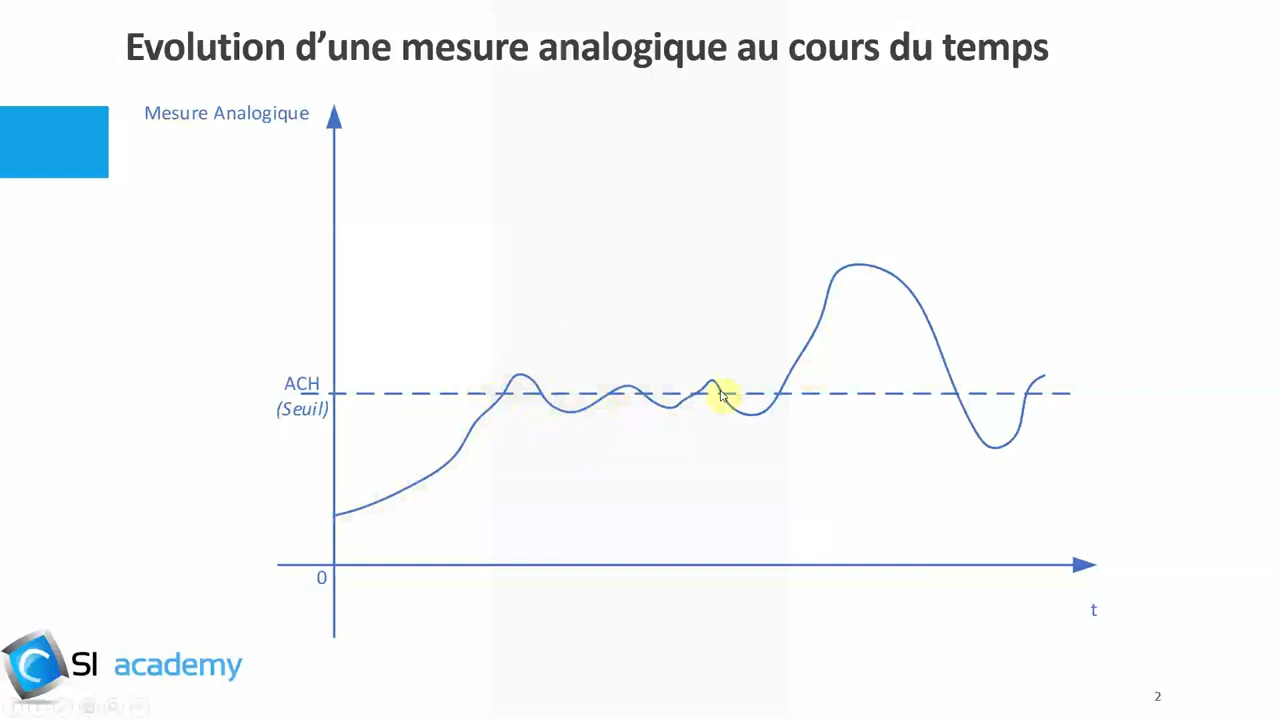 Evolution d’une mesure analogique au cours du temps
Mesure Analogique
ACH
(Seuil)
0
t
SI academy
2